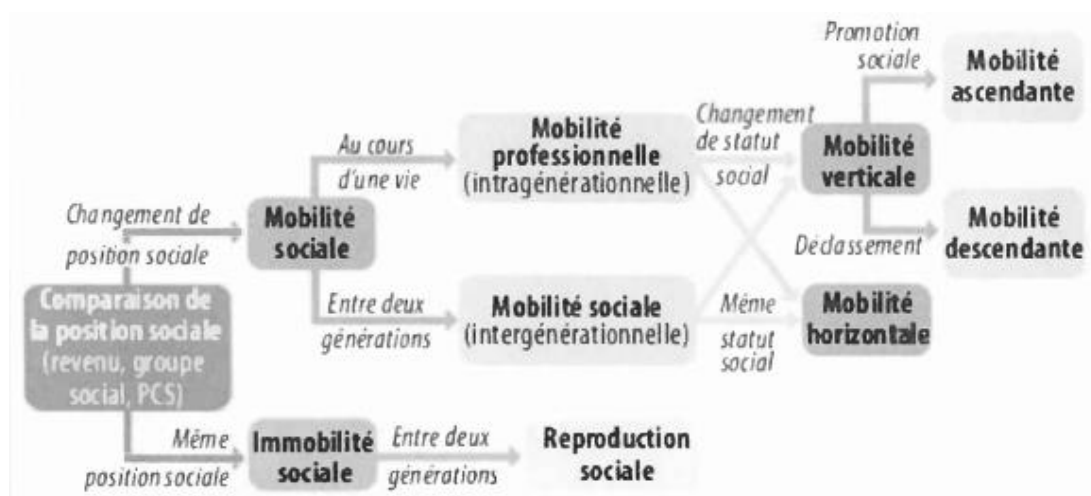 Promotion
sociale
Mobilité
ascendante
Mobilité
professionnelle
(intragénérationnelle)
Changement
de statut
social
Mobilité
verticale
Au cours
d'une vie
Changement de
position sociale
Mobilité
sociale
Déclassement
Mobilité
descendante
Comparaison de
la position sociale
(revenu, groupe
social, PCS)
Entre deux
générations
Mobilité sociale
(intergénérationnelle)
Même
statut
social
Mobilité
horizontale
Même
position sociale
Immobilité
sociale
Entre deux
générations
Reproduction
sociale